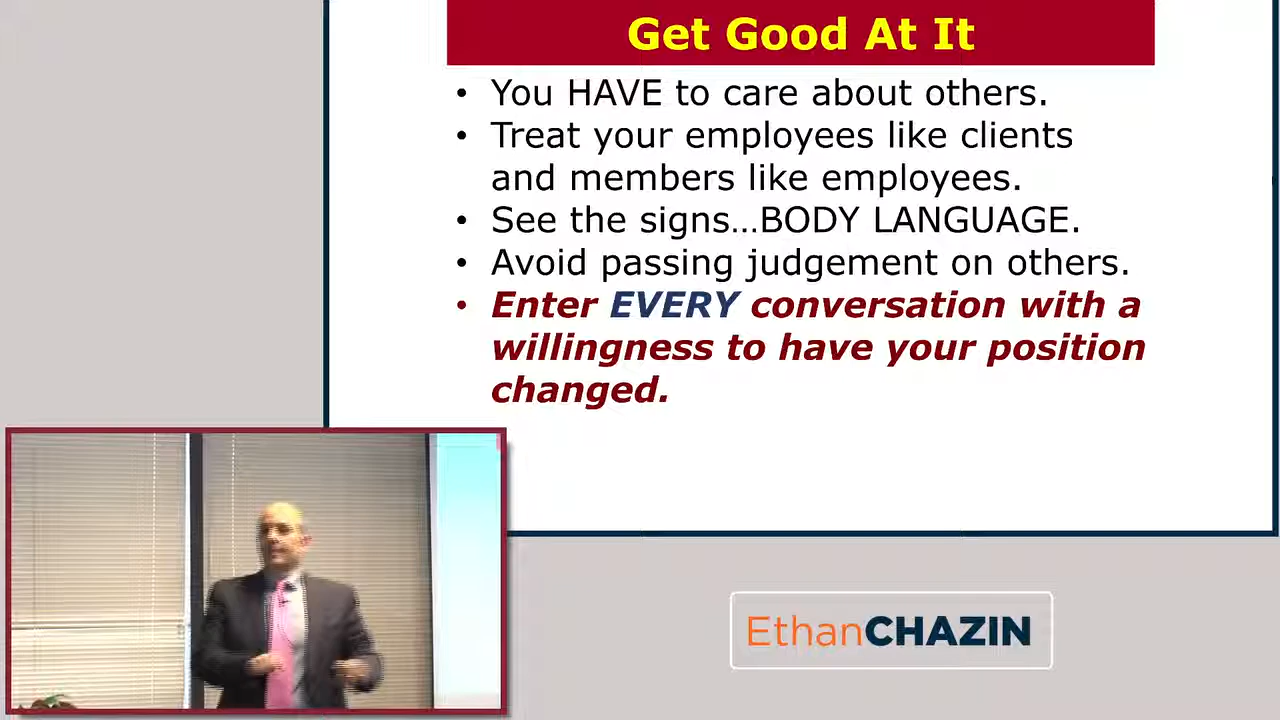 Get Good At It
• You HAVE to care about others.
• Treat your employees like clients
and members like employees.
• See the signs…BODY LANGUAGE.
• Avoid passing judgement on others.
• Enter EVERY conversation with a
willingness to have your position
changed.
EthanCHAZIN